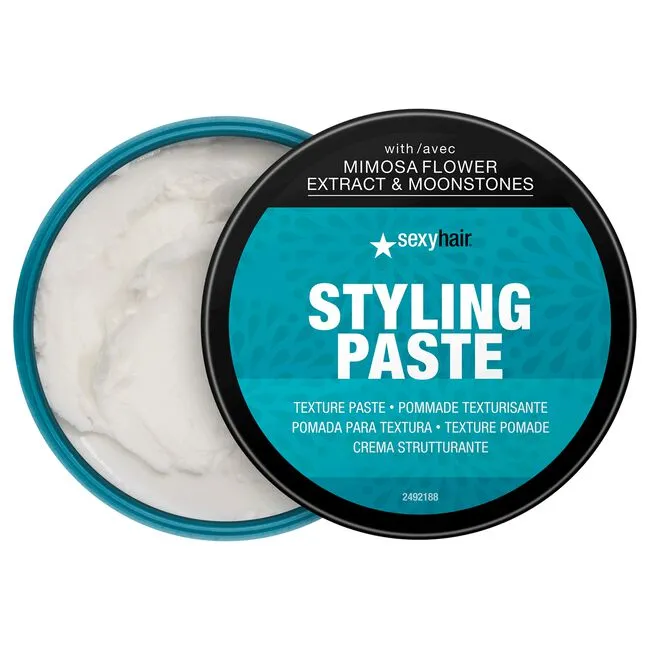 with/avec
MIMOSA FLOWER
EXTRACT & MOONSTONES
sexyhair
STYLING
PASTE
TEXTURE PASTE • POMMADE TEXTURISANTE
POMADA PARA TEXTURA • TEXTURE POMADE
CREMA STRUTTURANTE
2492188